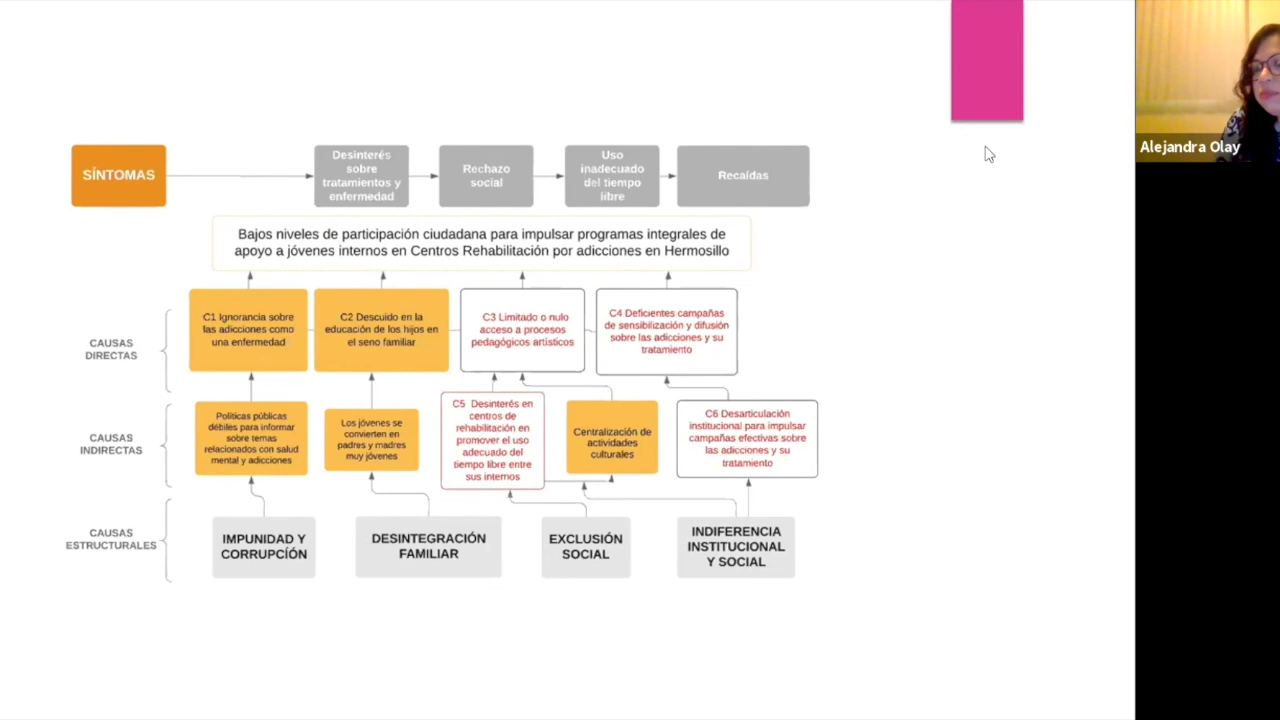 SÍNTOMAS
Desinterés
sobre
tratamientos y
enfermedad
Rechazo
social
Uso
inadecuado
del tiempo
libre
Recaídas
Bajos niveles de participación ciudadana para impulsar programas integrales de
apoyo a jóvenes internos en Centros Rehabilitación por adicciones en Hermosillo
CAUSAS
DIRECTAS
C1 Ignorancia sobre
las adicciones como
una enfermedad
C2 Descuido en la
educación de los hijos en
el seno familiar
C3 Limitado o nulo
acceso a procesos
pedagógicos artísticos
C4 Deficientes campañas
de sensibilización y difusión
sobre las adicciones y su
tratamiento
CAUSAS
INDIRECTAS
Políticas públicas
débiles para informar
sobre temas
relacionados con salud
mental y adicciones
Los jóvenes se
convierten en
padres y madres
muy jóvenes
C5 Desinterés en
centros de
rehabilitación en
promover el uso
adecuado del
tiempo libre entre
sus internos
Centralización de
actividades
culturales
C6 Desarticulación
institucional para impulsar
campañas efectivas sobre
las adicciones y su
tratamiento
CAUSAS
ESTRUCTURALES
IMPUNIDAD Y
CORRUPCÍÓN
DESINTEGRACIÓN
FAMILIAR
EXCLUSIÓN
SOCIAL
INDIFERENCIA
INSTITUCIONAL
Y SOCIAL
Alejandra Olay